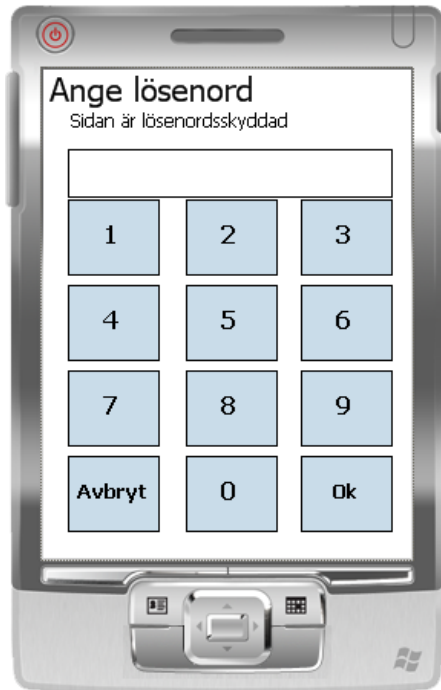 Ange lösenord
Sidan är lösenordsskyddad
1 2 3
4 5 6
7 8 9
Avbryt 0 Ok